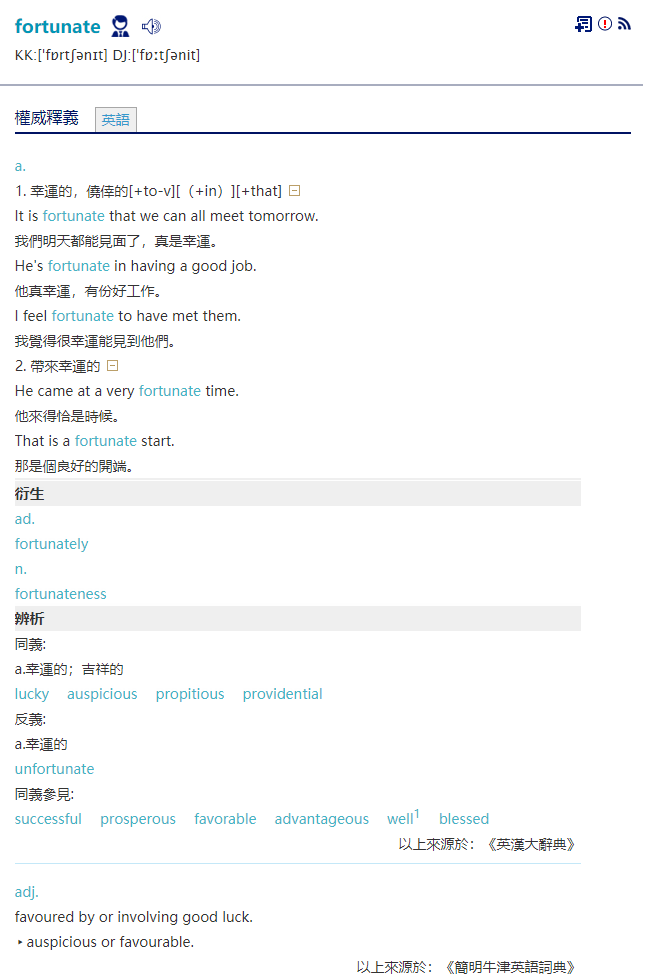 fortunate
KK:[ˈfɒrtʃənɪt] DJ:[ˈfɒːtʃənit]
權威釋義 英語
a.
1. 幸運的，僥倖的[+to-v][（+in）][+that]
It is fortunate that we can all meet tomorrow.
我們明天都能見面了，真是幸運。
He's fortunate in having a good job.
他真幸運，有份好工作。
I feel fortunate to have met them.
我覺得很幸運能見到他們。
2. 帶來幸運的
He came at a very fortunate time.
他來得恰是時候。
That is a fortunate start.
那是個良好的開端。
衍生
ad.
fortunately
n.
fortunateness
辨析
同義:
a.幸運的；吉祥的
lucky auspicious propitious providential
反義:
a.幸運的
unfortunate
同義參見:
successful prosperous favorable advantageous well1 blessed
以上來源於：《英漢大辭典》
adj.
favoured by or involving good luck.
‣ auspicious or favourable.
以上來源於：《簡明牛津英語詞典》